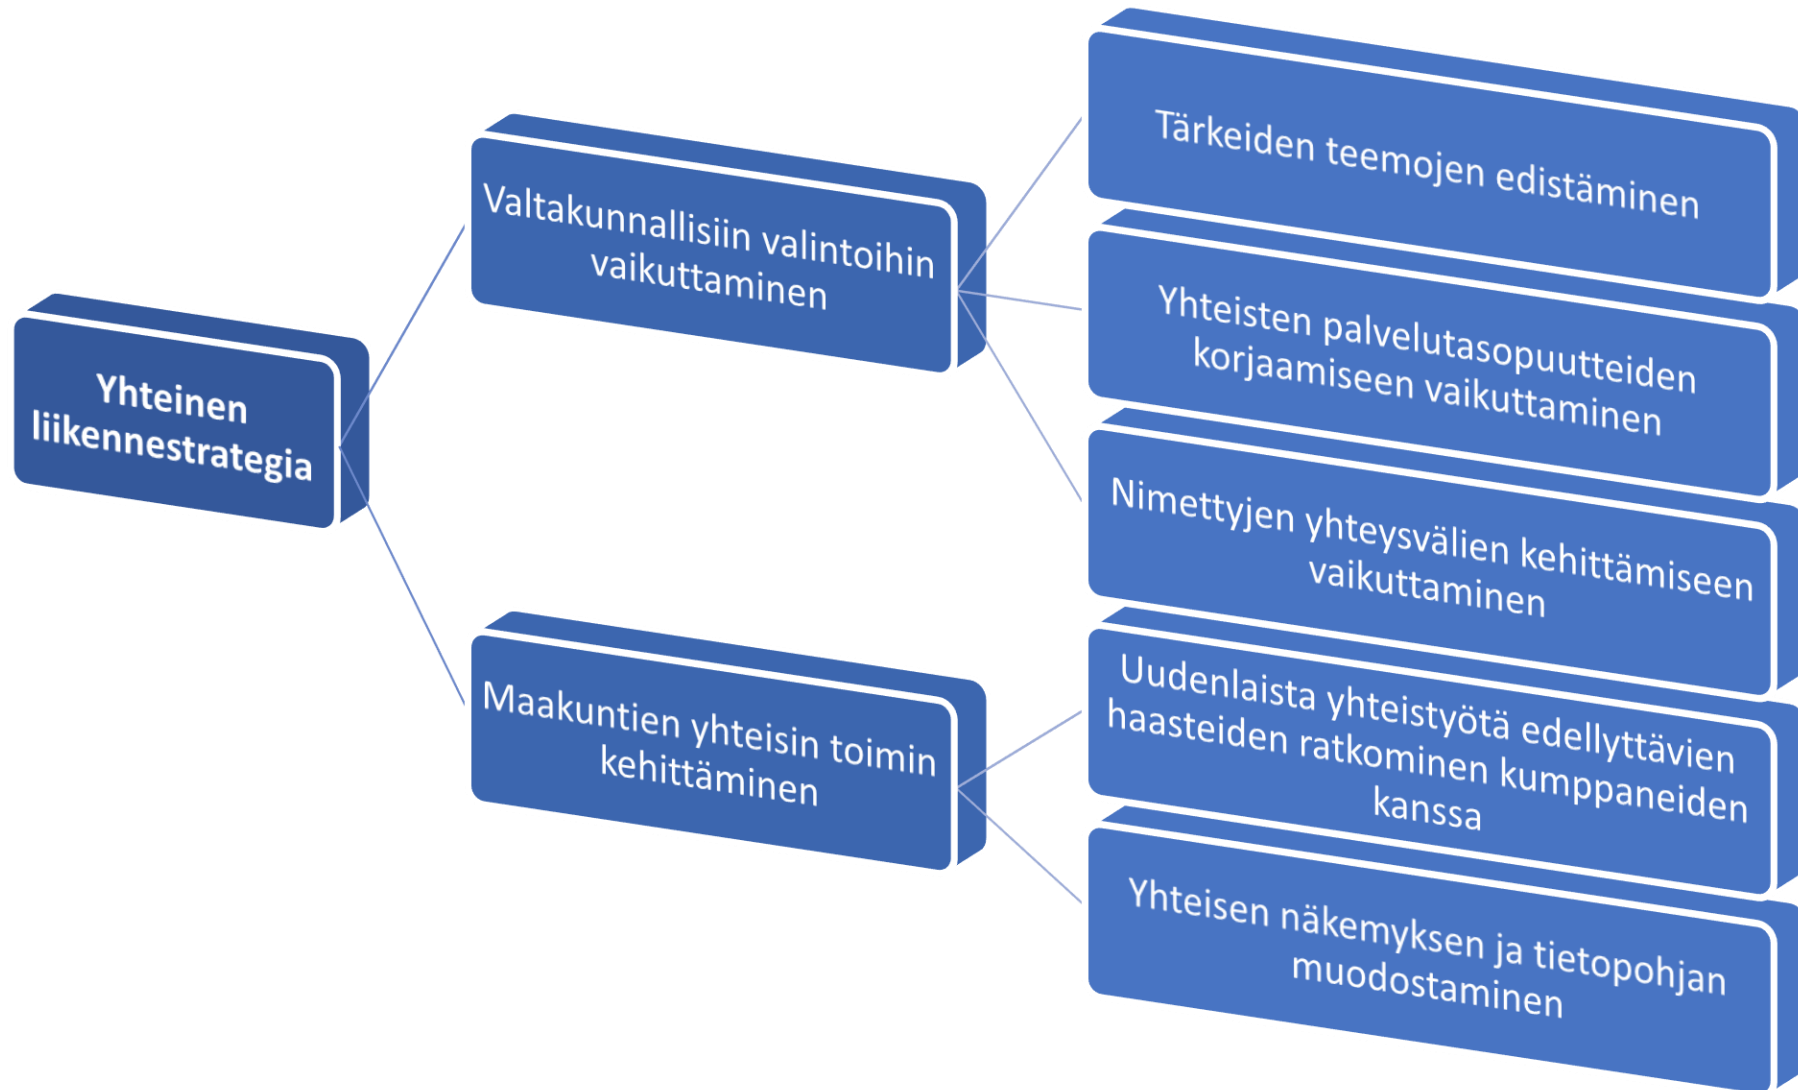 Yhteinen
liikennestrategia
Valtakunnallisiin valintoihin
vaikuttaminen
Tärkeiden teemojen edistäminen
Yhteisten palvelutasopuutteiden
korjaamiseen vaikuttaminen
Nimettyjen yhteysvälien kehittämiseen
vaikuttaminen
Maakuntien yhteisin toimin
kehittäminen
Uudenlaista yhteistyötä edellyttävien
haasteiden ratkominen kumppaneiden
kanssa
Yhteisen näkemyksen ja tietopohjan
muodostaminen